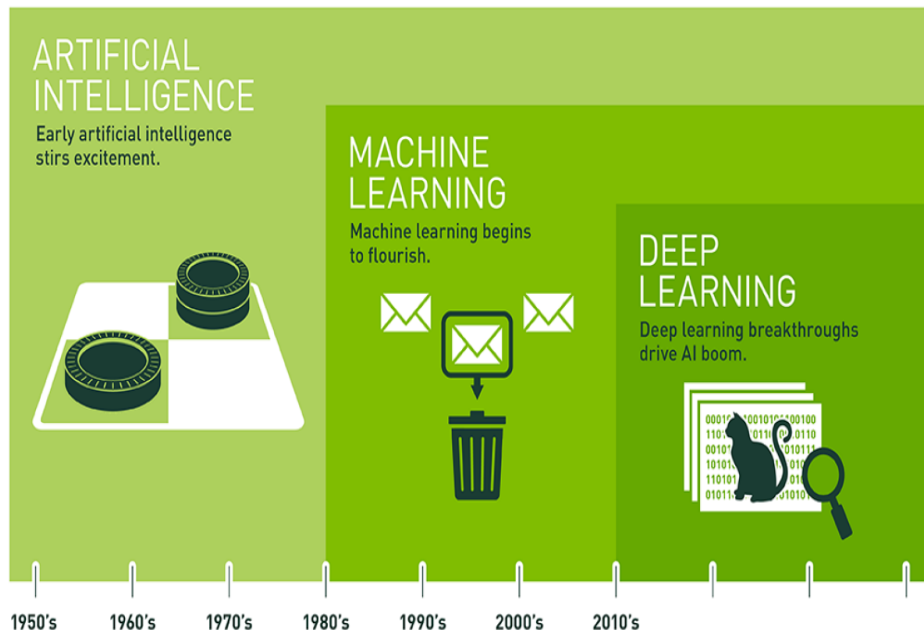 ARTIFICIAL
INTELLIGENCE
Early artificial intelligence
stirs excitement.
MACHINE
LEARNING
Machine learning begins
to flourish.
DEEP
LEARNING
Deep learning breakthroughs
drive AI boom.
1950's 1960's 1970's 1980's 1990's 2000's 2010's